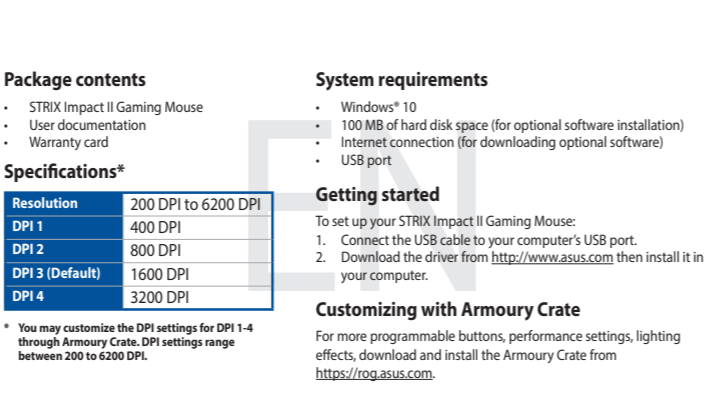 Package contents
• STRIX Impact II Gaming Mouse
• User documentation
• Warranty card
Specifications*
Resolution 200 DPI to 6200 DPI
DPI 1 400 DPI
DPI 2 800 DPI
DPI 3 (Default) 1600 DPI
DPI 4 3200 DPI
* You may customize the DPI settings for DPI 1-4
through Armoury Crate. DPI settings range
between 200 to 6200 DPI.
System requirements
• Windows® 10
• 100 MB of hard disk space (for optional software installation)
• Internet connection (for downloading optional software)
• USB port
Getting started
To set up your STRIX Impact II Gaming Mouse:
1. Connect the USB cable to your computer's USB port.
2. Download the driver from http://www.asus.com then install it in
your computer.
Customizing with Armoury Crate
For more programmable buttons, performance settings, lighting
effects, download and install the Armoury Crate from
https://rog.asus.com.
EN